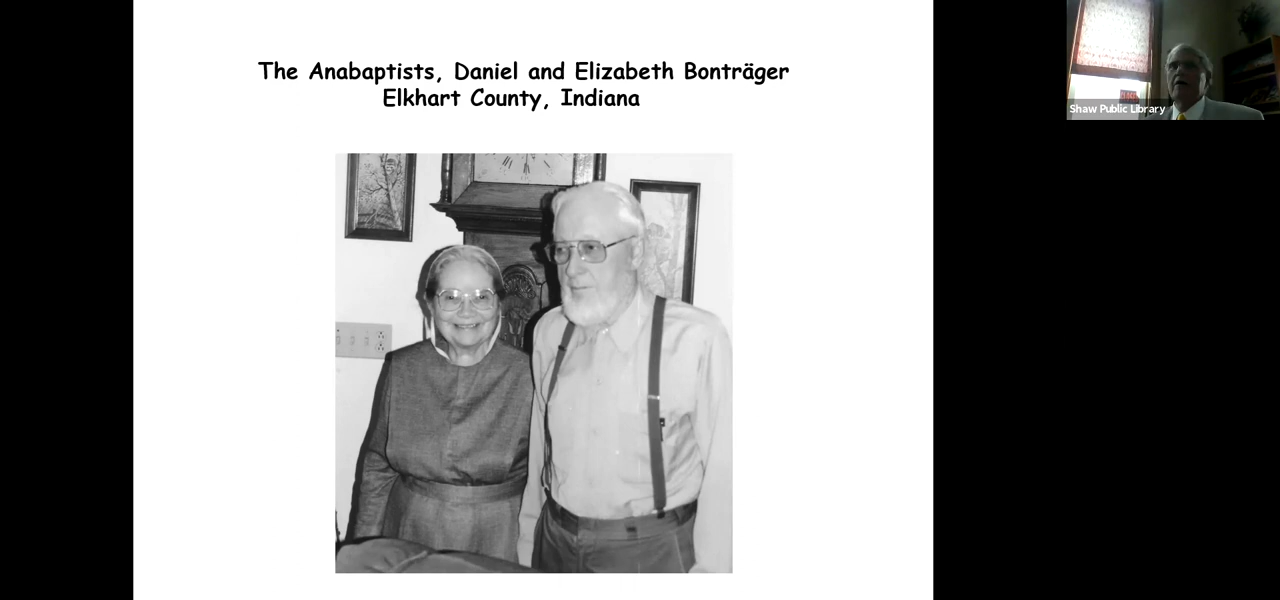 The Anabaptists, Daniel and Elizabeth Bonträger
Elkhart County, Indiana
Shaw Public Library